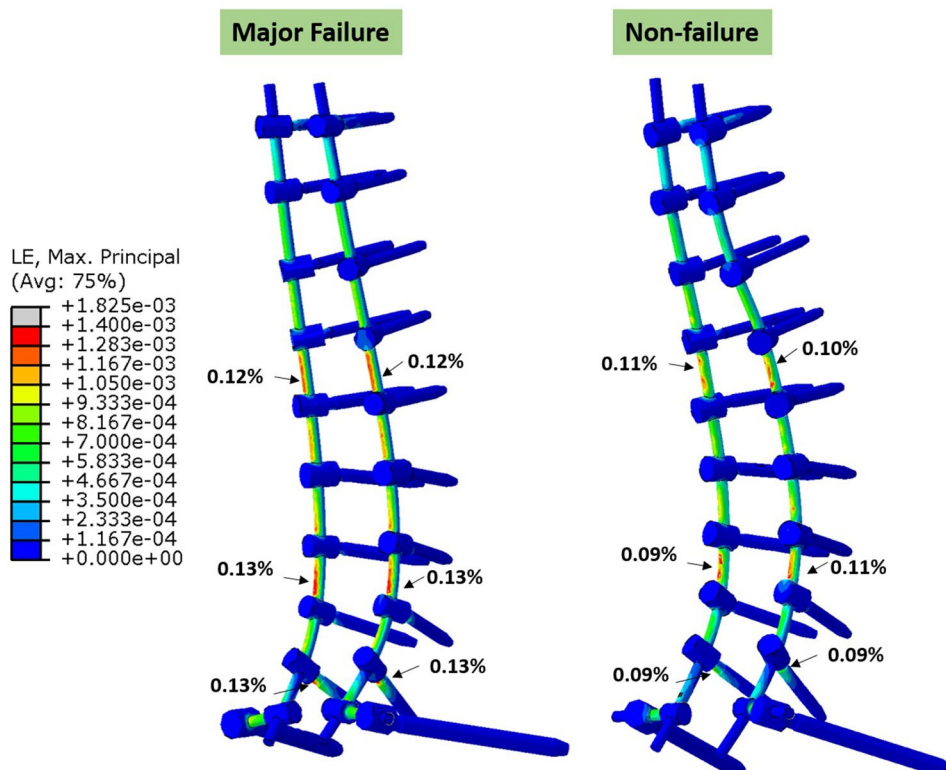 Major Failure
Non-failure
LE, Max. Principal
(Avg: 75%)
+1.825e-03
+1.400e-03
+1.283e-03
+1.167e-03
+1.050e-03
+9.333e-04
+8.167e-04
+7.000e-04
+5.833e-04
+4.667e-04
+3.500e-04
+2.333e-04
+1.167e-04
+0.000e+00
0.12%
0.12%
0.13%
0.13%
0.13%
0.13%
0.11%
0.10%
0.09%
0.11%
0.09%
0.09%